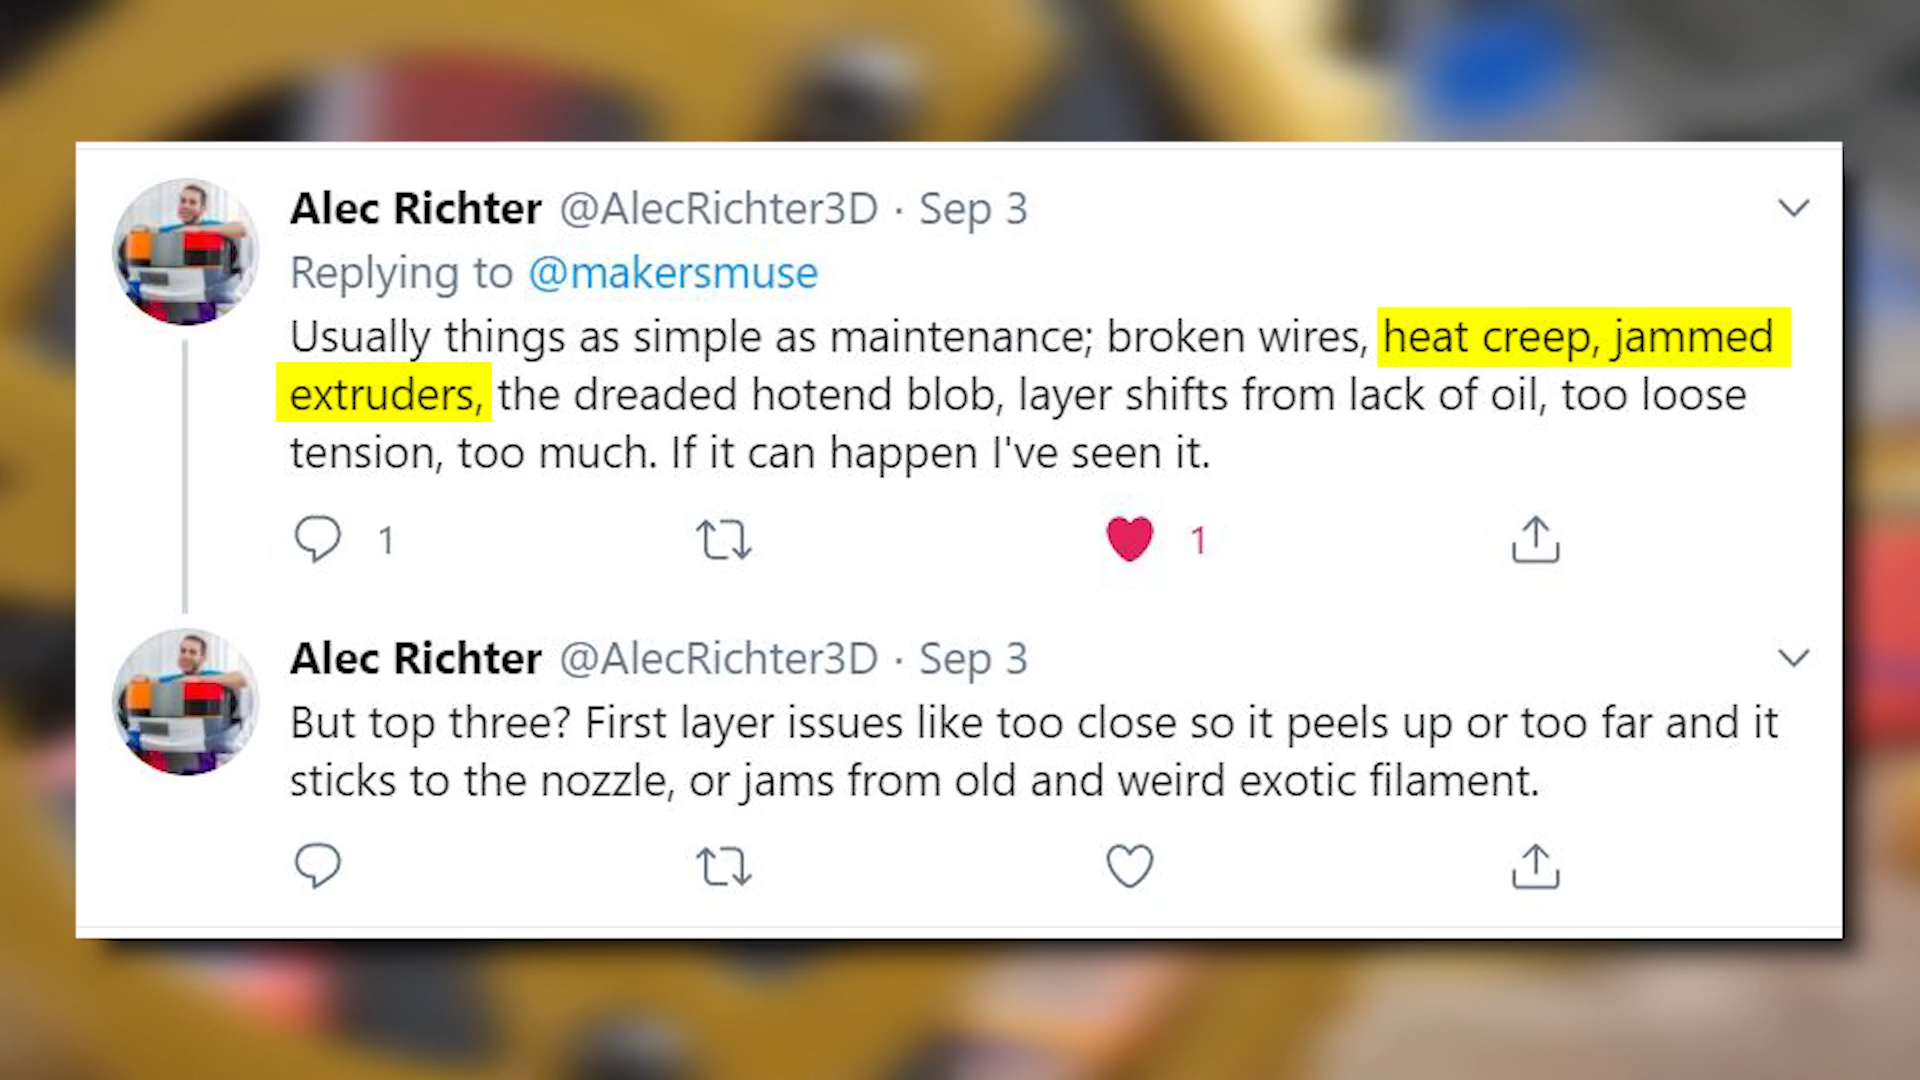 Alec Richter @AlecRichter3D · Sep 3
Replying to @makersmuse
Usually things as simple as maintenance; broken wires, heat creep, jammed
extruders, the dreaded hotend blob, layer shifts from lack of oil, too loose
tension, too much. If it can happen I've seen it.
1 1
Alec Richter @AlecRichter3D · Sep 3
But top three? First layer issues like too close so it peels up or too far and it
sticks to the nozzle, or jams from old and weird exotic filament.